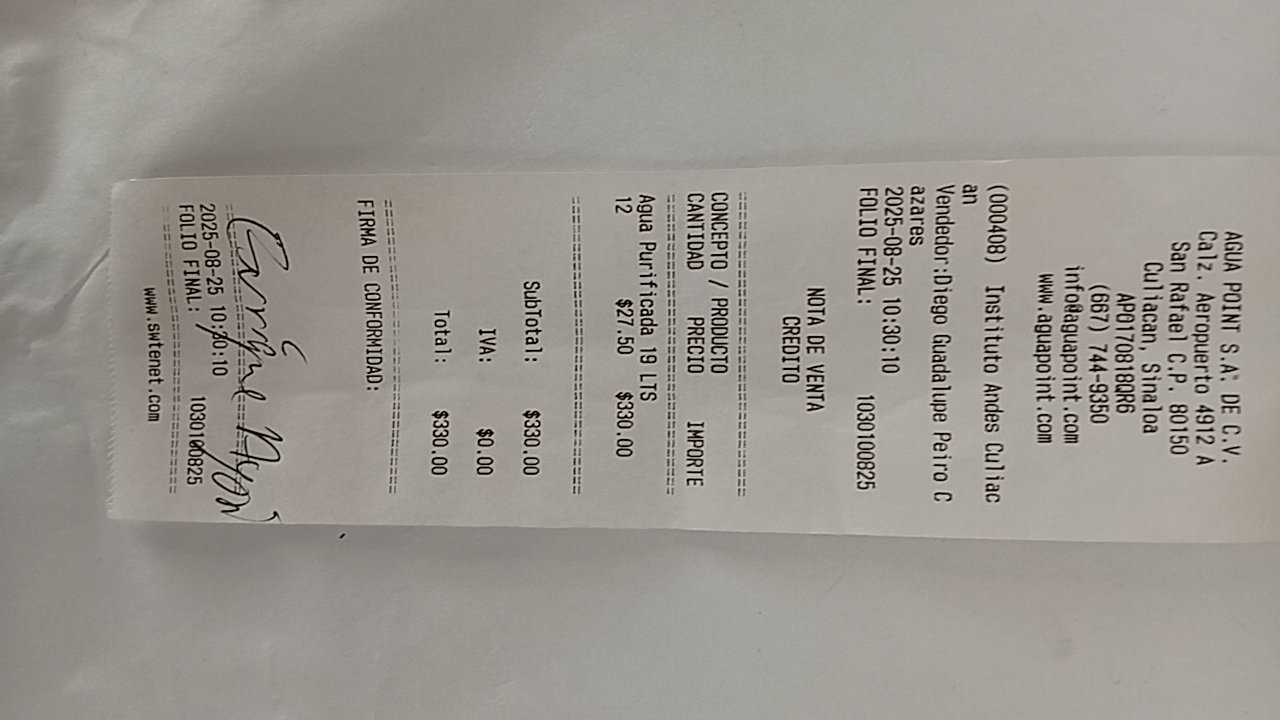 AGUA POINT S.A. DE C.V.
Calz. Aeropuerto 4912 A
San Rafael C.P. 80150
Culiacan, Sinaloa
APO170818QR6
(667) 744-9350
info@aguapoint.com
www.aguapoint.com
(000408) Instituto Andes Culiac
an
Vendedor:Diego Guadalupe Peiro C
azares
2025-08-25 10:30:10
FOLIO FINAL: 1030100825
NOTA DE VENTA
CREDITO
CONCEPTO / PRODUCTO
CANTIDAD PRECIO IMPORTE
Agua Purificada 19 LTS
12 $27.50 $330.00
SubTotal: $330.00
IVA: $0.00
Total: $330.00
FIRMA DE CONFORMIDAD:
2025-08-25 10:30:10
FOLIO FINAL: 1030100825
www.swtenet.com